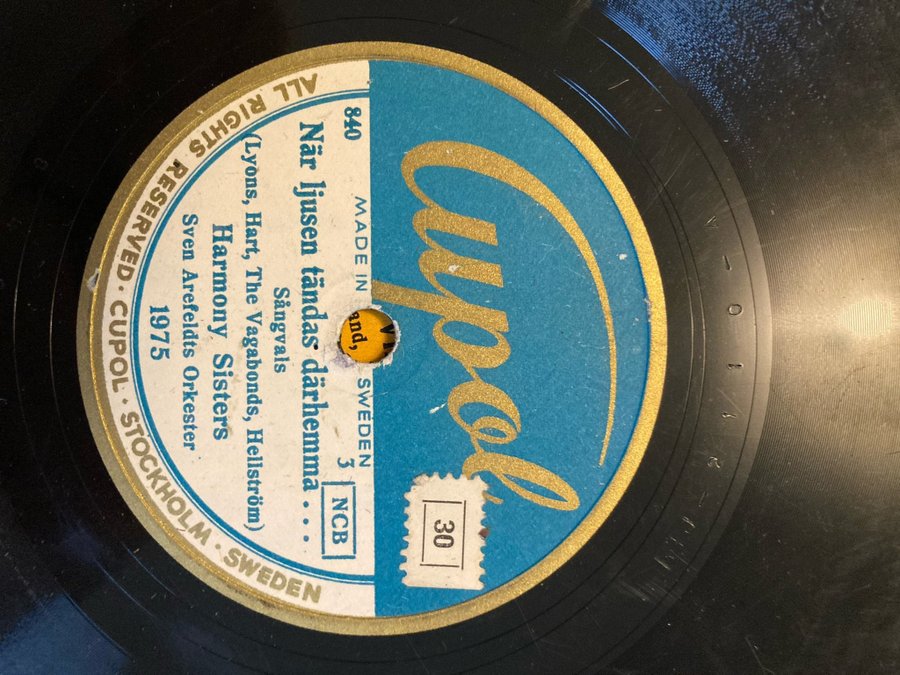 Cupol
30
MADE IN SWEDEN
840
3
NCB
När ljusen tändas därhemma . . .
Sångvals
(Lyons, Hart, The Vagabonds, Hellström)
Harmony Sisters
Sven Arefeldts Orkester
1975
ALL RIGHTS RESERVED · CUPOL · STOCKHOLM · SWEDEN
and,